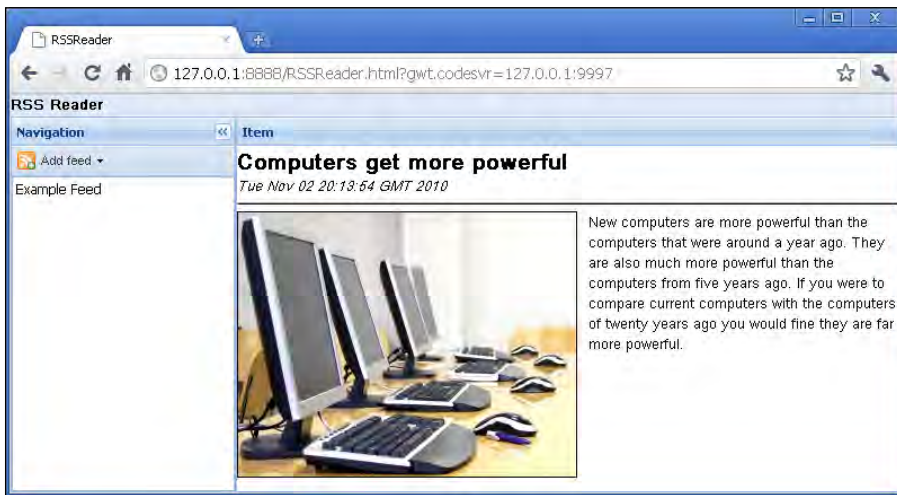 RSSReader
127.0.0.1:8888/RSSReader.html?gwt.codesvr=127.0.0.1:9997
RSS Reader
Navigation
Item
Add feed
Example Feed
Computers get more powerful
Tue Nov 02 20:13:54 GMT 2010
New computers are more powerful than the
computers that were around a year ago. They
are also much more powerful than the
computers from five years ago. If you were to
compare current computers with the computers
of twenty years ago you would fine they are far
more powerful.